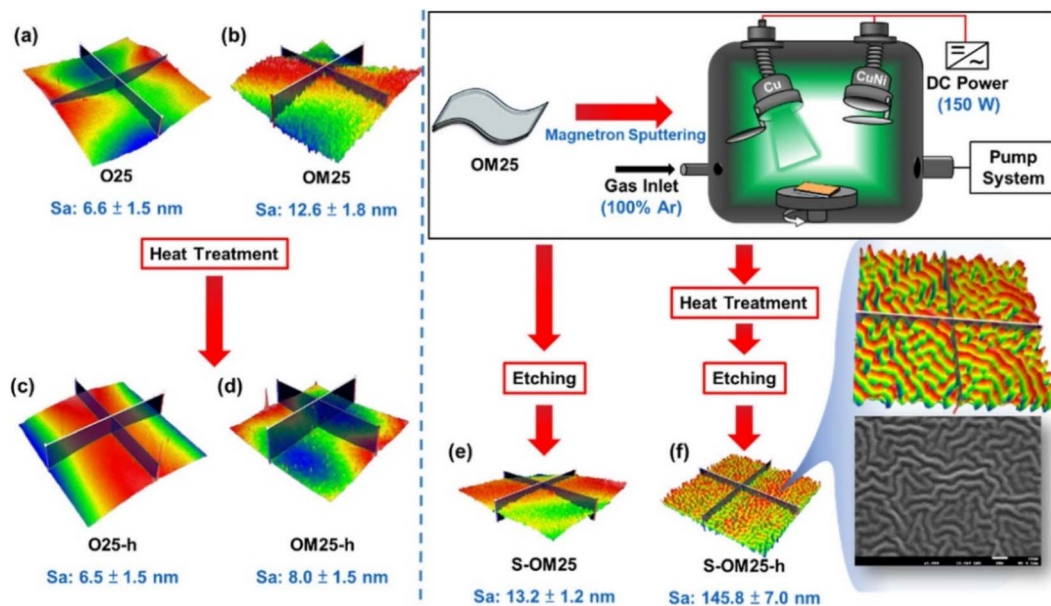 (a)
(b)
O25
OM25
Sa: 6.6 ± 1.5 nm
Sa: 12.6 ± 1.8 nm
Heat Treatment
(c)
(d)
O25-h
OM25-h
Sa: 6.5 ± 1.5 nm
Sa: 8.0 ± 1.5 nm
OM25
Magnetron Sputtering
Gas Inlet
(100% Ar)
Cu
CuNi
DC Power
(150 W)
Pump
System
Heat Treatment
Etching
Etching
(e)
(f)
S-OM25
S-OM25-h
Sa: 13.2 ± 1.2 nm
Sa: 145.8 ± 7.0 nm